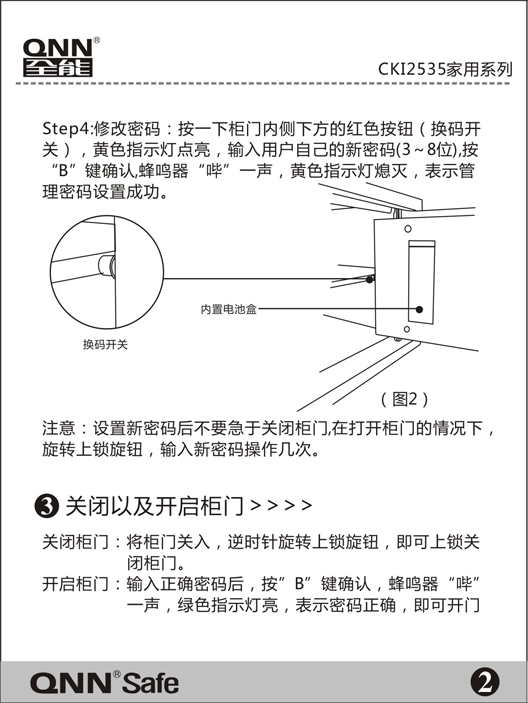 QNN®
全能
CKI2535家用系列
Step4:修改密码：按一下柜门内侧下方的红色按钮（换码开
关），黄色指示灯点亮，输入用户自己的新密码(3~8位),按
“B”键确认,蜂鸣器“哔”一声，黄色指示灯熄灭，表示管
理密码设置成功。
内置电池盒
换码开关
（图2）
注意：设置新密码后不要急于关闭柜门,在打开柜门的情况下，
旋转上锁旋钮，输入新密码操作几次。
3 关闭以及开启柜门>>>>
关闭柜门：将柜门关入，逆时针旋转上锁旋钮，即可上锁关
闭柜门。
开启柜门：输入正确密码后，按”B”键确认，蜂鸣器“哔”
一声，绿色指示灯亮，表示密码正确，即可开门
QNN® Safe
2